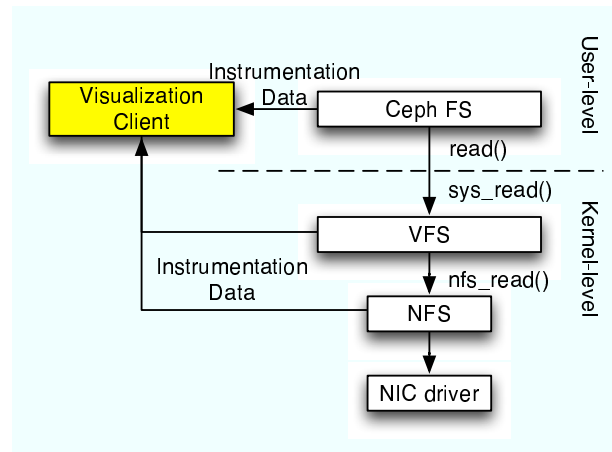 Instrumentation
Data
Visualization
Client
Ceph FS
User-level
read()
sys_read()
VFS
Kernel-level
Instrumentation
Data
nfs_read()
NFS
NIC driver